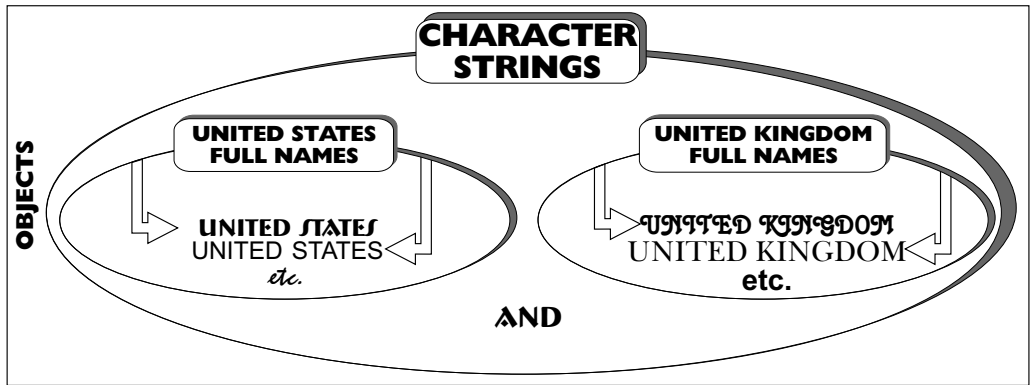 CHARACTER
STRINGS
OBJECTS
UNITED STATES
FULL NAMES
UNITED STATES
UNITED STATES
etc.
UNITED KINGDOM
FULL NAMES
UNITED KINGDOM
UNITED KINGDOM
etc.
AND